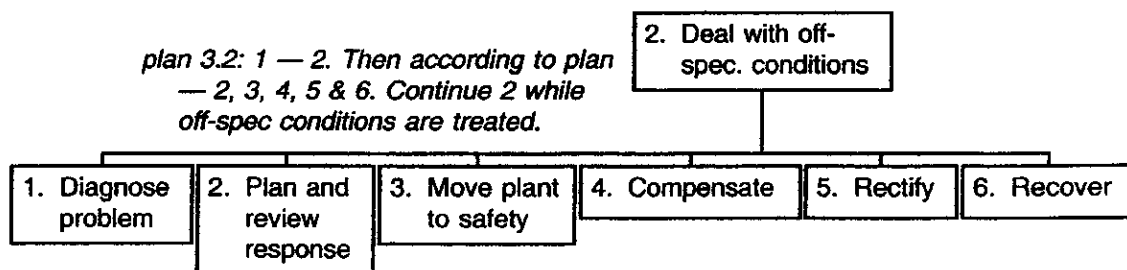 2. Deal with off-
spec. conditions
plan 3.2: 1 — 2. Then according to plan
— 2, 3, 4, 5 & 6. Continue 2 while
off-spec conditions are treated.
1. Diagnose
problem
2. Plan and
review
response
3. Move plant
to safety
4. Compensate
5. Rectify
6. Recover